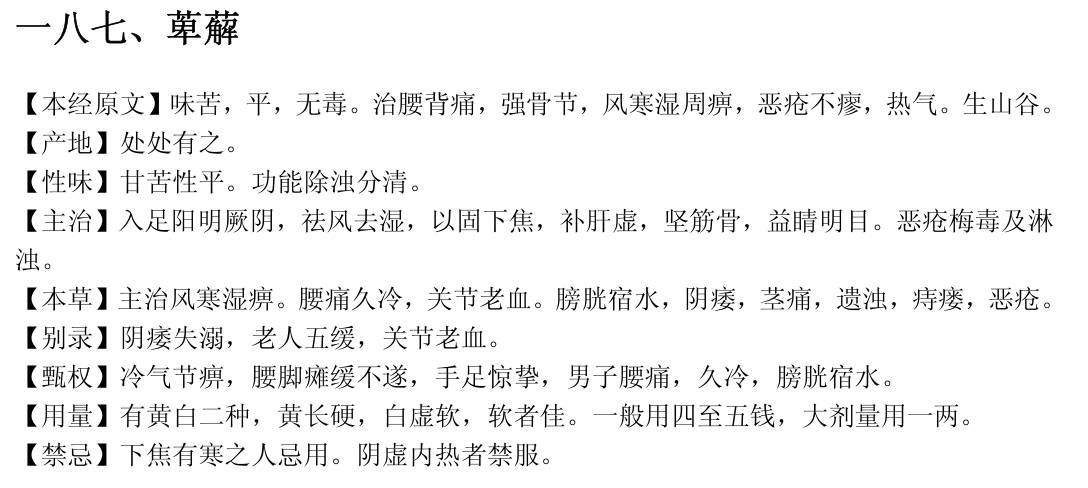 一八七、萆薢
【本经原文】味苦，平，无毒。治腰背痛，强骨节，风寒湿周痹，恶疮不瘳，热气。生山谷。
【产地】处处有之。
【性味】甘苦性平。功能除浊分清。
【主治】入足阳明厥阴，祛风去湿，以固下焦，补肝虚，坚筋骨，益睛明目。恶疮梅毒及淋
浊。
【本草】主治风寒湿痹。腰痛久冷，关节老血。膀胱宿水，阴痿，茎痛，遗浊，痔瘘，恶疮。
【别录】阴痿失溺，老人五缓，关节老血。
【甄权】冷气节痹，腰脚瘫缓不遂，手足惊挚，男子腰痛，久冷，膀胱宿水。
【用量】有黄白二种，黄长硬，白虚软，软者佳。一般用四至五钱，大剂量用一两。
【禁忌】下焦有寒之人忌用。阴虚内热者禁服。